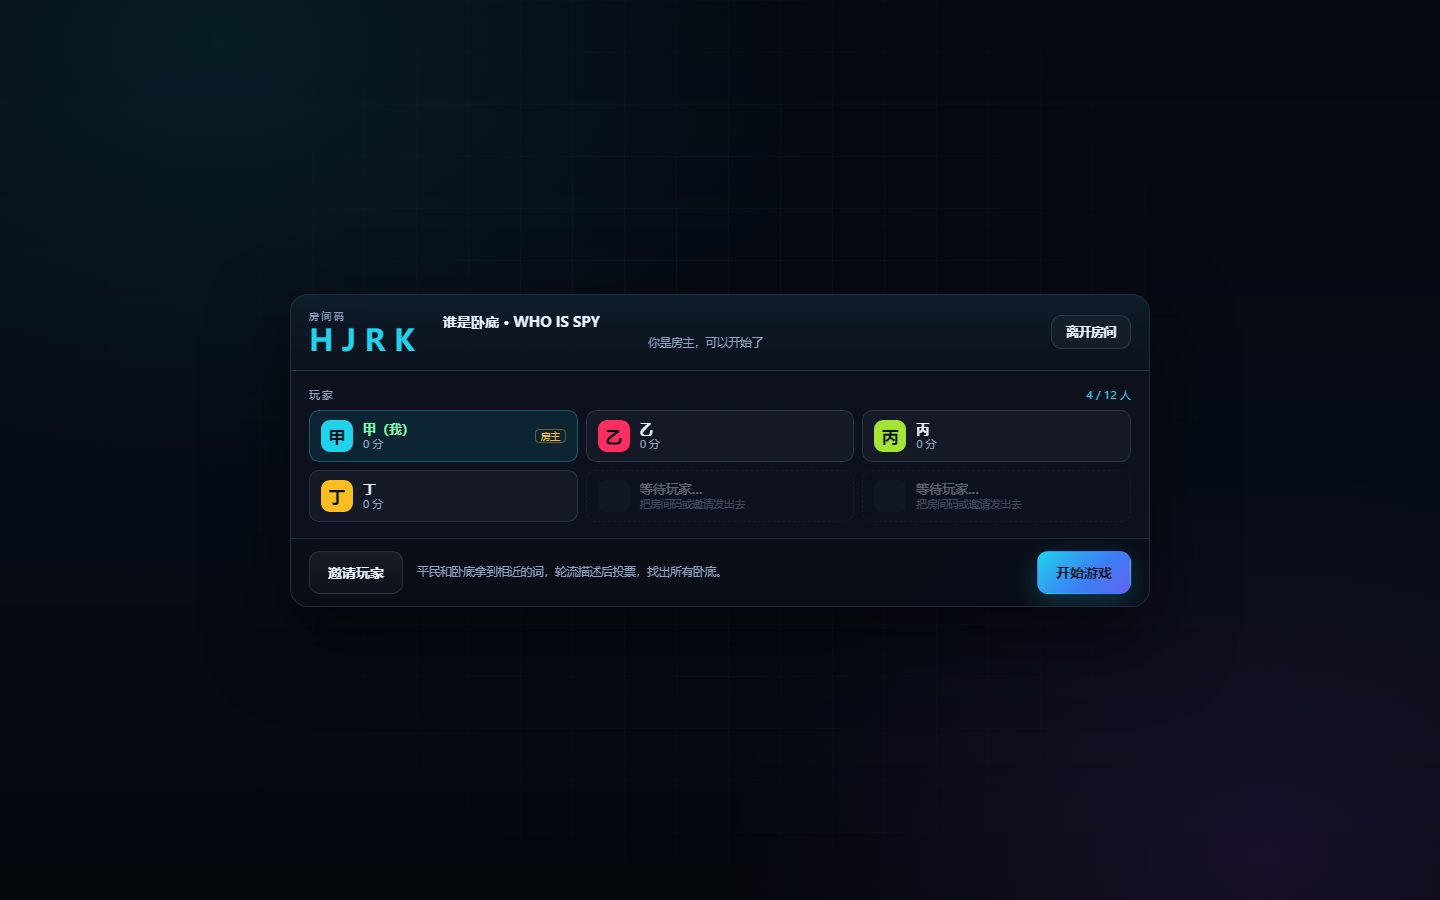 房间码
HJRK
谁是卧底 • WHO IS SPY
你是房主，可以开始了
离开房间
玩家
4 / 12 人
甲
甲（我）
0 分
房主
乙
乙
0 分
丙
丙
0 分
丁
丁
0 分
等待玩家...
把房间码或邀请发出去
等待玩家...
把房间码或邀请发出去
邀请玩家
平民和卧底拿到相近的词，轮流描述后投票，找出所有卧底。
开始游戏